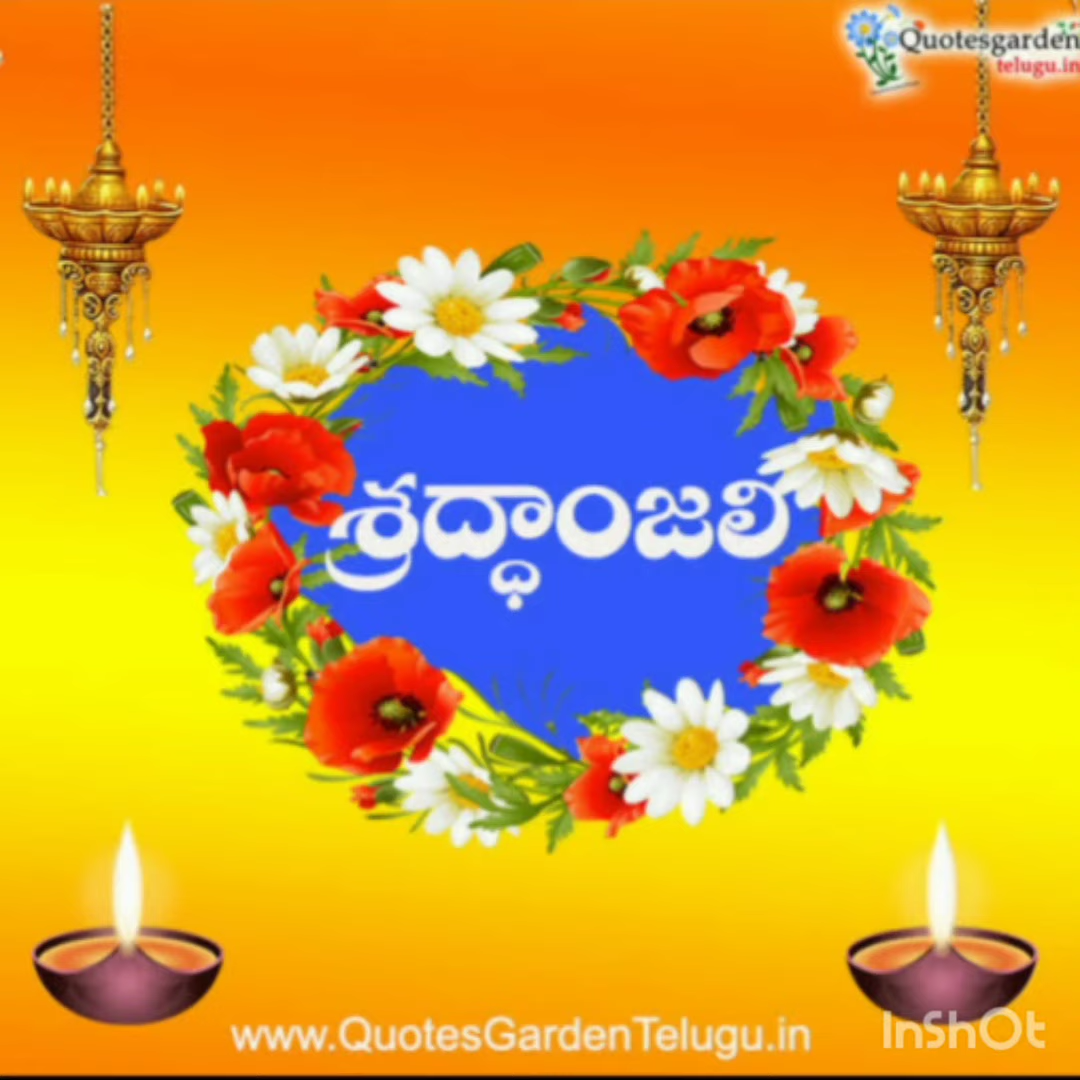 Quotesgarden
telugu.in
శ్రద్ధాంజలి
www.QuotesGardenTelugu.in
InShOt